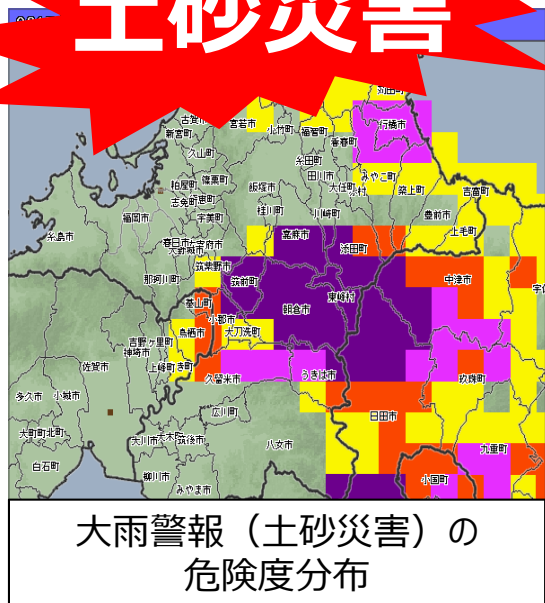 土砂災害
苅田町
古賀市
宮若市
小竹町
福智町
行橋市
新宮町
香春町
久山町
糸田町
粕屋町
篠栗町
飯塚市
田川市
大任町
みやこ町
築上町
吉富町
福岡市
志免町
宇美町
桂川町
川崎町
豊前市
上毛町
糸島市
春日市
太宰府市
嘉麻市
添田町
筑紫野市
那珂川町
筑前町
中津市
基山町
朝倉市
東峰村
小郡市
鳥栖市
大刀洗町
吉野ヶ里町
神埼市
佐賀市
上峰町
久留米市
うきは市
玖珠町
多久市
小城市
広川町
日田市
大町町
大川市
筑後市
八女市
九重町
白石町
柳川市
小国町
みやま市
大雨警報（土砂災害）の
危険度分布